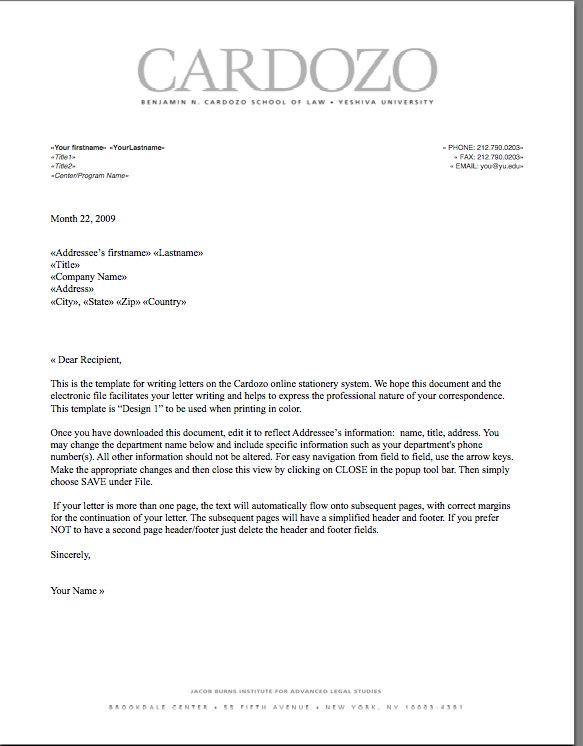 CARDOZO
BENJAMIN N. CARDOZO SCHOOL OF LAW • YESHIVA UNIVERSITY
«Your firstname» «YourLastname»
«Title1»
«Title2»
«Center/Program Name»
« PHONE: 212.790.0203»
« FAX: 212.790.0203»
« EMAIL: you@yu.edu»
Month 22, 2009
«Addressee’s firstname» «Lastname»
«Title»
«Company Name»
«Address»
«City», «State» «Zip» «Country»
« Dear Recipient,
This is the template for writing letters on the Cardozo online stationery system. We hope this document and the
electronic file facilitates your letter writing and helps to express the professional nature of your correspondence.
This template is “Design 1” to be used when printing in color.
Once you have downloaded this document, edit it to reflect Addressee’s information:  name, title, address. You
may change the department name below and include specific information such as your department's phone
number(s). All other information should not be altered. For easy navigation from field to field, use the arrow keys.
Make the appropriate changes and then close this view by clicking on CLOSE in the popup tool bar. Then simply
choose SAVE under File.
If your letter is more than one page, the text will automatically flow onto subsequent pages, with correct margins
for the continuation of your letter. The subsequent pages will have a simplified header and footer. If you prefer
NOT to have a second page header/footer just delete the header and footer fields.
Sincerely,
Your Name »
JACOB BURNS INSTITUTE FOR ADVANCED LEGAL STUDIES
BROOKDALE CENTER • 55 FIFTH AVENUE • NEW YORK, NY 10003-4391